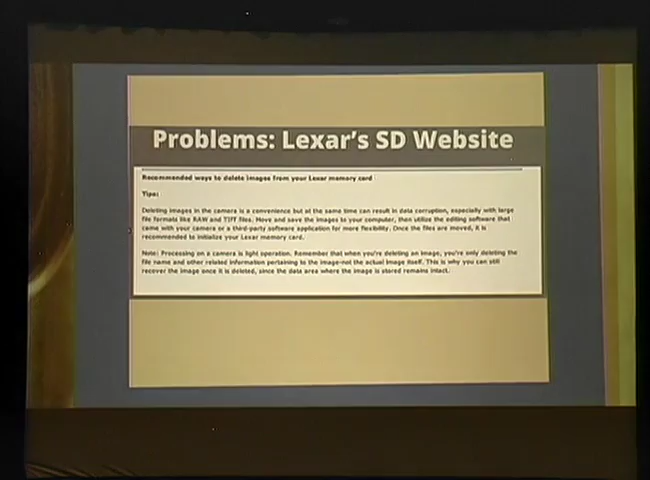 Problems: Lexar's SD Website
Recommended ways to delete images from your Lexar memory card
Tips:
Deleting images in the camera is a convenience but at the same time can result in data corruption, especially with large
file formats like RAW and TIFF files. Move and save the images to your computer, then utilize the editing software that
came with your camera or a third-party software application for more flexibility. Once the files are moved, it is
recommended to initialize your Lexar memory card.
Note: Processing on a camera is light operation. Remember that when you're deleting an image, you're only deleting the
file name and other related information pertaining to the image-not the actual image itself. This is why you can still
recover the image once it is deleted, since the data area where the image is stored remains intact.